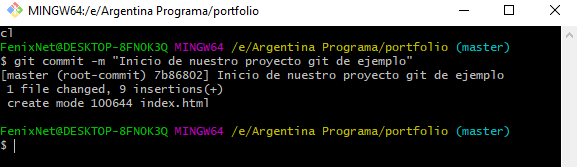 MINGW64:/e/Argentina Programa/portfolio
cl
FenixNet@DESKTOP-8FNOK3Q MINGW64 /e/Argentina Programa/portfolio (master)
$ git commit -m "Inicio de nuestro proyecto git de ejemplo"
[master (root-commit) 7b86802] Inicio de nuestro proyecto git de ejemplo
 1 file changed, 9 insertions(+)
 create mode 100644 index.html
FenixNet@DESKTOP-8FNOK3Q MINGW64 /e/Argentina Programa/portfolio (master)
$